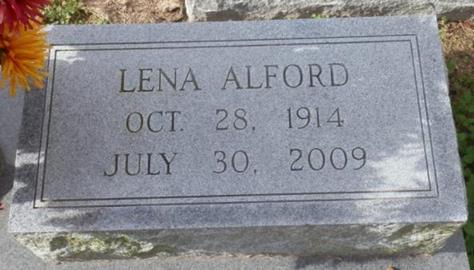 LENA ALFORD
OCT. 28, 1914
JULY 30, 2009